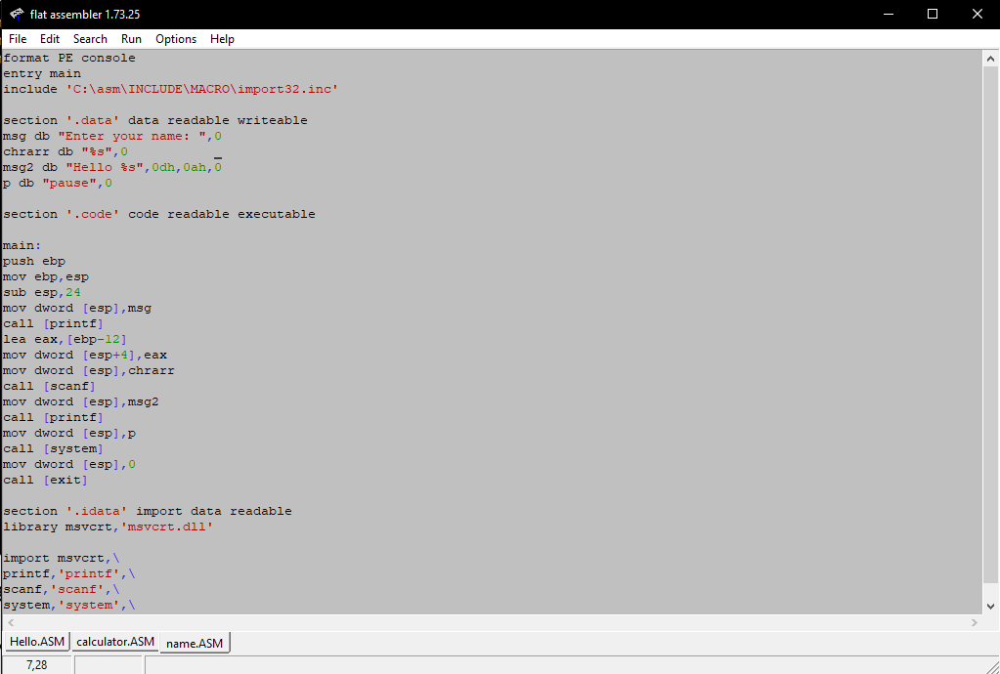 flat assembler 1.73.25
File Edit Search Run Options Help
format PE console
entry main
include 'C:\asm\INCLUDE\MACRO\import32.inc'
section '.data' data readable writeable
msg db "Enter your name: ",0
chrarr db "%s",0
msg2 db "Hello %s",0dh,0ah,0
p db "pause",0
section '.code' code readable executable
main:
push ebp
mov ebp,esp
sub esp,24
mov dword [esp],msg
call [printf]
lea eax,[ebp-12]
mov dword [esp+4],eax
mov dword [esp],chrarr
call [scanf]
mov dword [esp],msg2
call [printf]
mov dword [esp],p
call [system]
mov dword [esp],0
call [exit]
section '.idata' import data readable
library msvcrt,'msvcrt.dll'
import msvcrt,\
printf,'printf',\
scanf,'scanf',\
system,'system',\
Hello.ASM calculator.ASM name.ASM
7,28